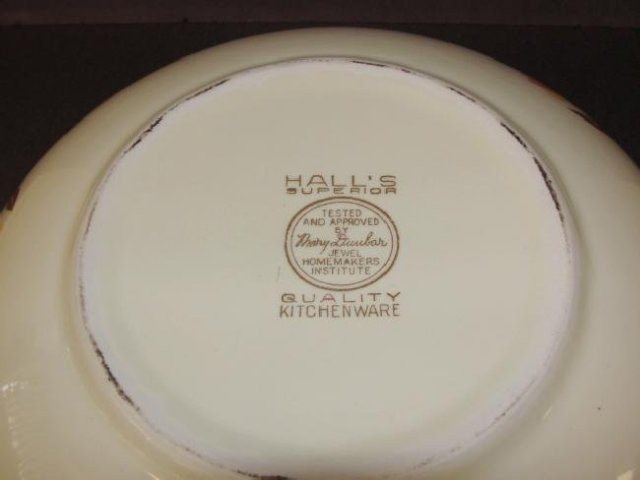 HALL'S
SUPERIOR
TESTED
AND APPROVED
BY
Mary Dunbar
JEWEL
HOMEMAKERS
INSTITUTE
QUALITY
KITCHENWARE